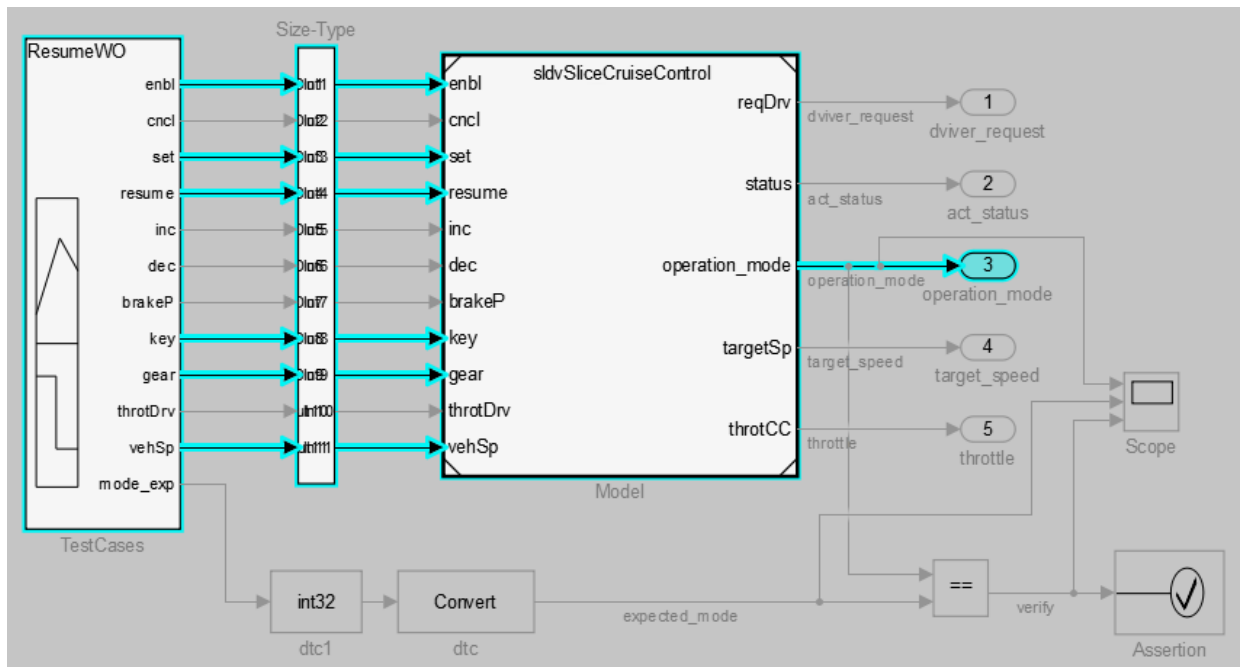 Size-Type
ResumeWO
sldvSliceCruiseControl
enbl
enbl
reqDrv
1
dviver_request
dviver_request
cncl
cncl
set
set
status
2
act_status
act_status
resume
resume
inc
inc
dec
dec
operation_mode
3
operation_mode
operation_mode
brakeP
brakeP
key
key
targetSp
4
target_speed
target_speed
gear
gear
throtDrv
throtDrv
throtCC
5
throttle
throttle
vehSp
vehSp
Scope
mode_exp
Model
TestCases
int32
Convert
==
expected_mode
verify
dtc1
dtc
Assertion